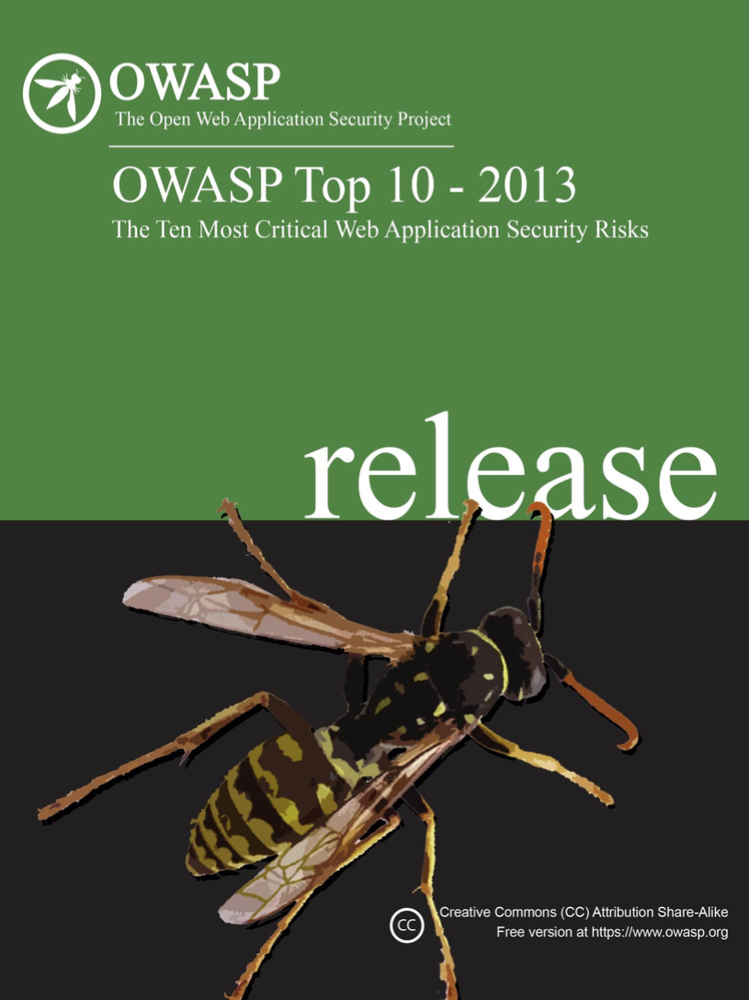 OWASP
The Open Web Application Security Project
OWASP Top 10 - 2013
The Ten Most Critical Web Application Security Risks
release
Creative Commons (CC) Attribution Share-Alike
CC
Free version at https://www.owasp.org